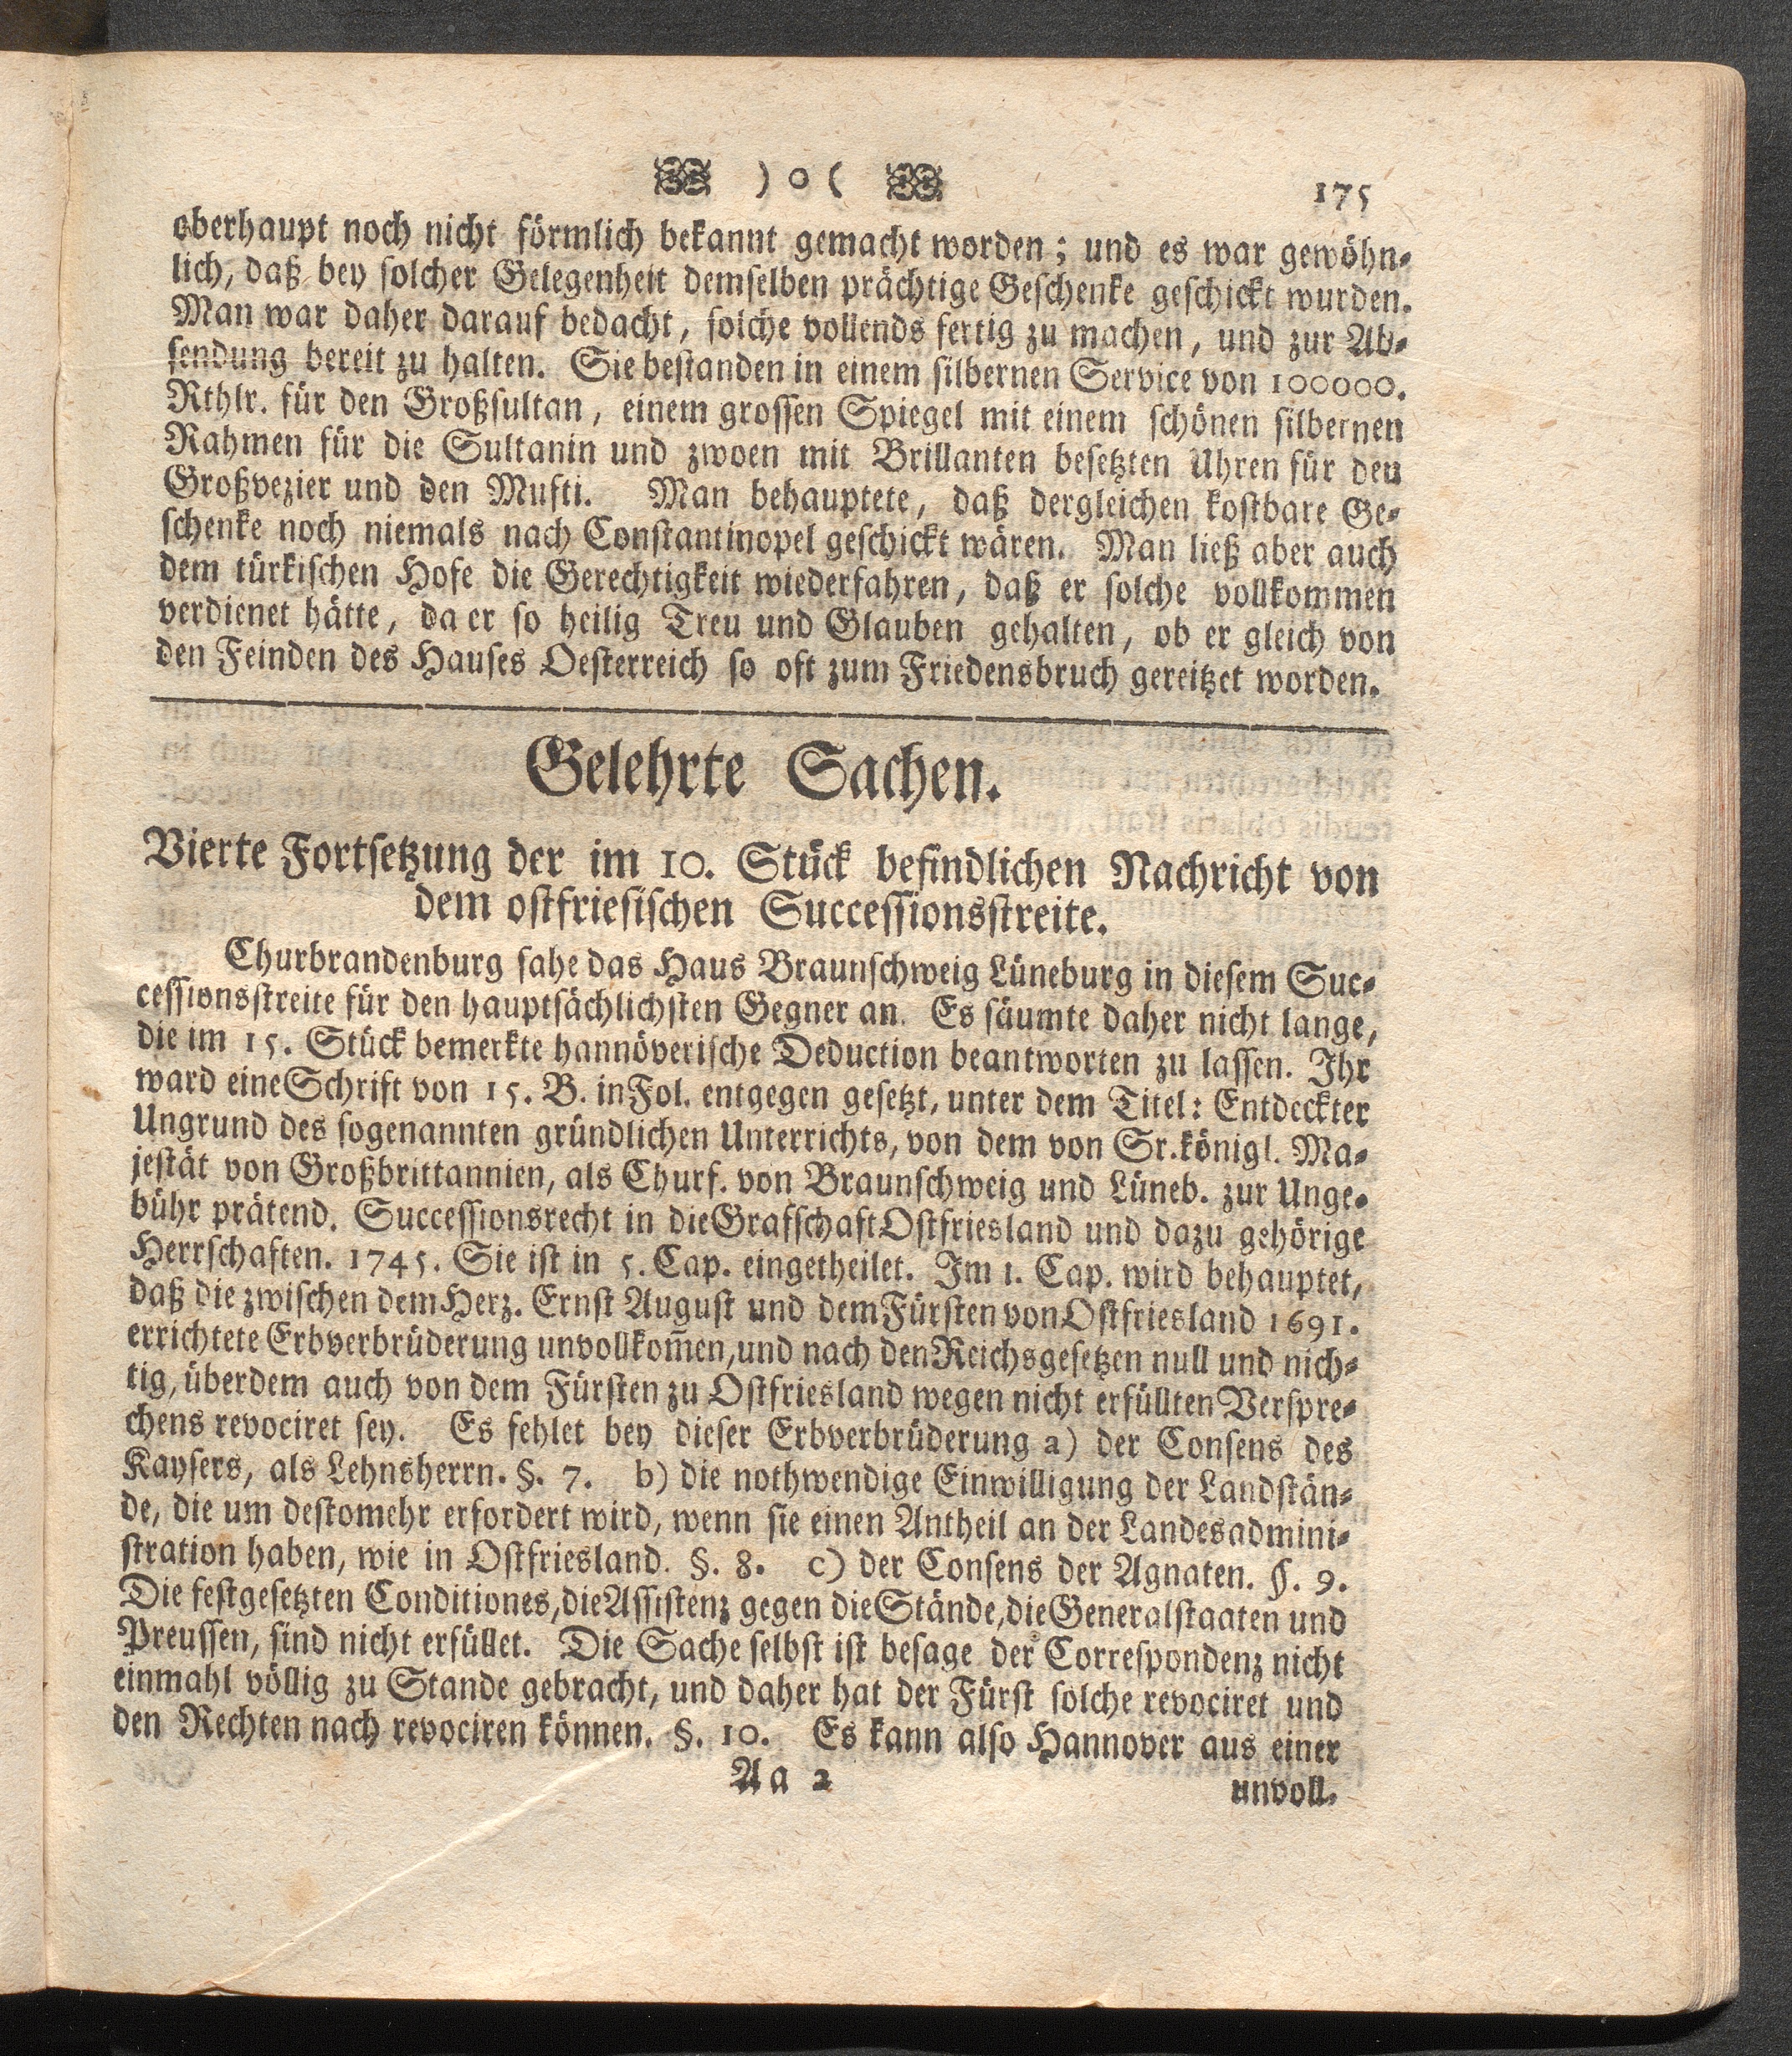 ) o ( 175
oberhaupt noch nicht förmlich bekannt gemacht worden; und es war gewöhn-
lich, daß bey solcher Gelegenheit demselben prächtige Geschenke geschickt wurden.
Man war daher darauf bedacht, solche vollends fertig zu machen, und zur Ab-
sendung bereit zu halten. Sie bestanden in einem silbernen Service von 100000.
Rthlr. für den Großsultan, einem grossen Spiegel mit einem schönen silbernen
Rahmen für die Sultanin und zwoen mit Brillanten besetzten Uhren für den
Großvezier und den Mufti. Man behauptete, daß dergleichen kostbare Ge-
schenke noch niemals nach Constantinopel geschickt wären. Man ließ aber auch
dem türkischen Hofe die Gerechtigkeit wiederfahren, daß er solche vollkommen
verdienet hätte, da er so heilig Treu und Glauben gehalten, ob er gleich von
den Feinden des Hauses Oesterreich so oft zum Friedensbruch gereitzet worden.
Gelehrte Sachen.
Vierte Fortsetzung der im 10. Stück befindlichen Nachricht von
dem ostfriesischen Successionsstreite.
Churbrandenburg sahe das Haus Braunschweig Lüneburg in diesem Suc-
cessionsstreite für den hauptsächlichsten Gegner an. Es säumte daher nicht lange,
die im 15. Stück bemerkte hannöverische Deduction beantworten zu lassen. Ihr
ward eine Schrift von 15. B. in Fol. entgegen gesetzt, unter dem Titel: Entdeckter
Ungrund des sogenannten gründlichen Unterrichts, von dem von Sr. königl. Ma-
jestät von Großbrittannien, als Churf. von Braunschweig und Lüneb. zur Unge-
bühr prätend. Successionsrecht in die Grafschaft Ostfriesland und dazu gehörige
Herrschaften. 1745. Sie ist in 5. Cap. eingetheilet. Im 1. Cap. wird behauptet,
daß die zwischen dem Herz. Ernst August und dem Fürsten von Ostfriesland 1691.
errichtete Erbverbrüderung unvollkom̅en, und nach den Reichsgesetzen null und nich-
tig, überdem auch von dem Fürsten zu Ostfriesland wegen nicht erfüllten Verspre-
chens revociret sey. Es fehlet bey dieser Erbverbrüderung a) der Consens des
Kaysers, als Lehnsherrn. §. 7. b) die nothwendige Einwilligung der Landstän-
de, die um destomehr erfordert wird, wenn sie einen Antheil an der Landesadmini-
stration haben, wie in Ostfriesland. §. 8. c) der Consens der Agnaten. §. 9.
Die festgesetzten Conditiones, die Assistenz gegen die Stände, die Generalstaaten und
Preussen, sind nicht erfüllet. Die Sache selbst ist besage der Correspondenz nicht
einmahl völlig zu Stande gebracht, und daher hat der Fürst solche revociret und
den Rechten nach revociren können. §. 10. Es kann also Hannover aus einer
Aa 2 unvoll-